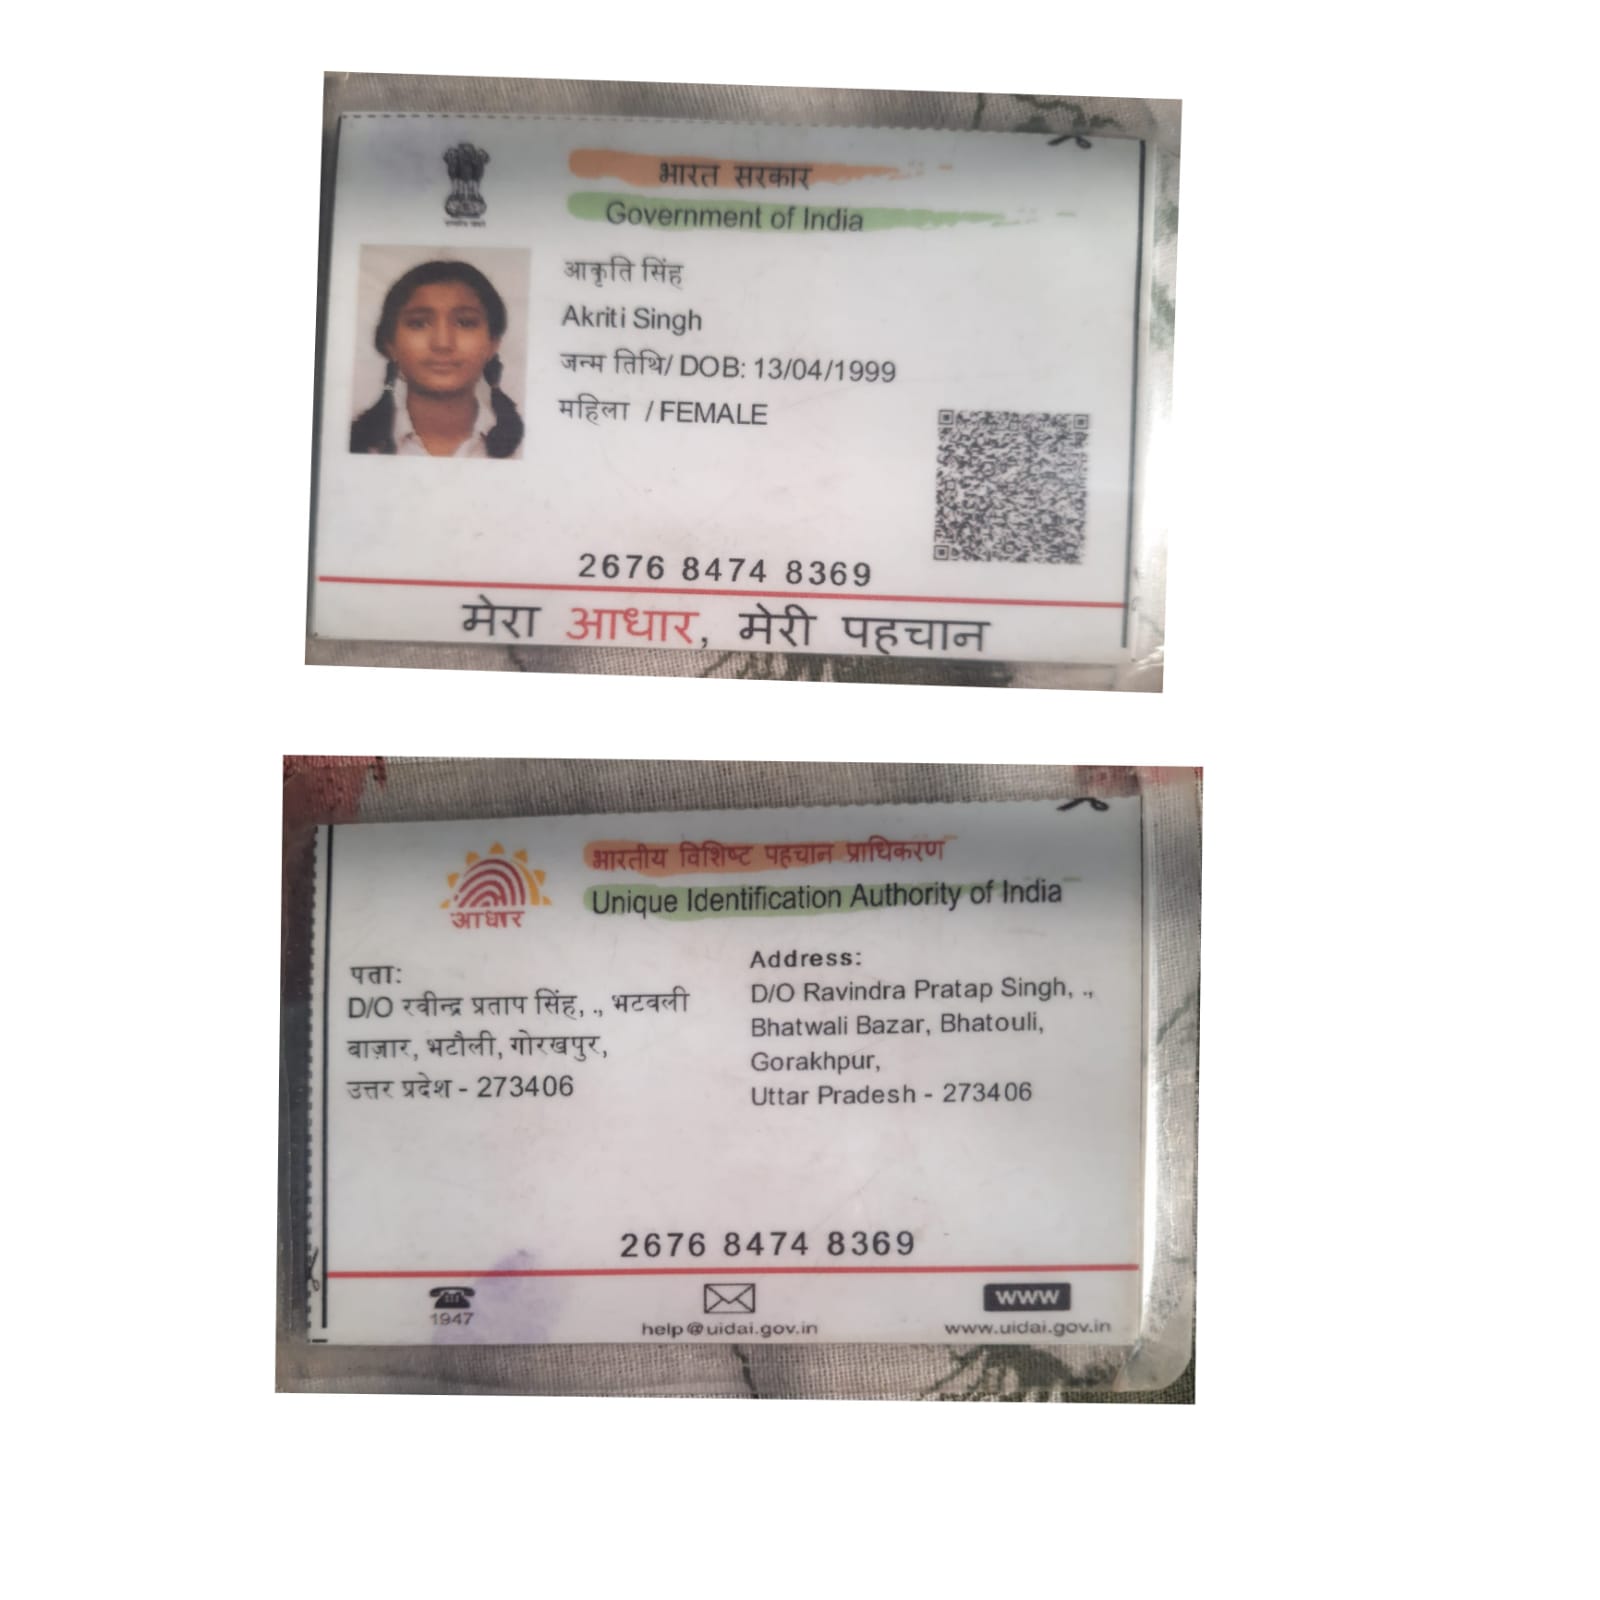 भारत सरकार
Government of India
आकृति सिंह
Akriti Singh
जन्म तिथि/ DOB: 13/04/1999
महिला / FEMALE
2676 8474 8369
मेरा आधार, मेरी पहचान
भारतीय विशिष्ट पहचान प्राधिकरण
Unique Identification Authority of India
आधार
पता:
D/O रवीन्द्र प्रताप सिंह, ., भटवली
बाज़ार, भटौली, गोरखपुर,
उत्तर प्रदेश - 273406
Address:
D/O Ravindra Pratap Singh, .,
Bhatwali Bazar, Bhatouli,
Gorakhpur,
Uttar Pradesh - 273406
2676 8474 8369
1947
help@uidai.gov.in
www
www.uidai.gov.in